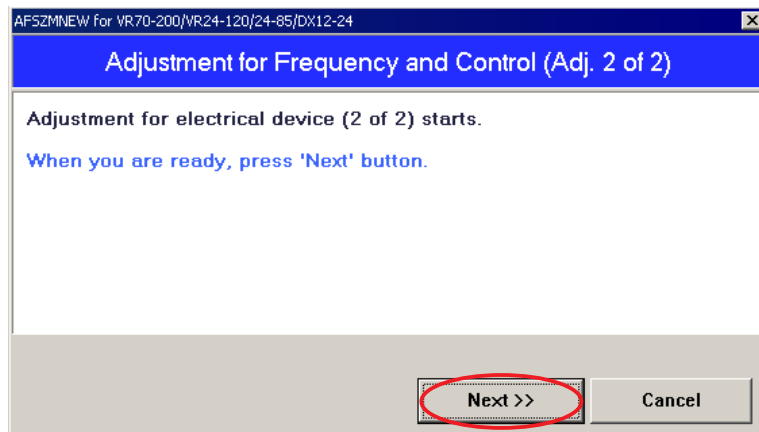 AFSZMNEW for VR70-200/VR24-120/24-85/DX12-24
Adjustment for Frequency and Control (Adj. 2 of 2)
Adjustment for electrical device (2 of 2) starts.
When you are ready, press 'Next' button.
Next >>
Cancel